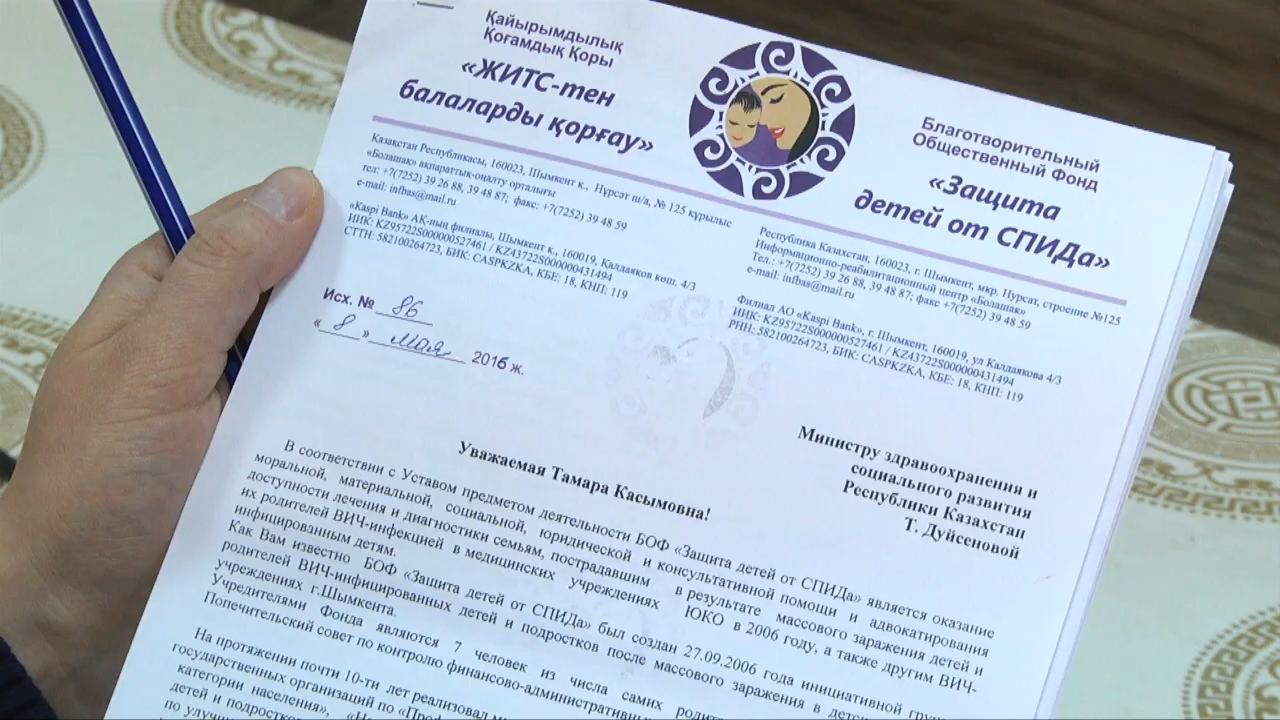 Қайырымдылық
Қоғамдық Қоры
«ЖИТС-тен
балаларды қорғау»
Қазақстан Республикасы, 160023, Шымкент қ., Нұрсәт ш/а, № 125 құрылыс
«Болашақ» ақпараттық-оңалту орталығы
тел: +7(7252) 39 26 88, 39 48 87; факс: +7(7252) 39 48 59
e-mail: infbas@mail.ru
«Kaspi Bank» АҚ-ның филиалы, Шымкент қ., 160019, Қалдаяков көш. 4/3
ИИК: KZ95722S000000527461 / KZ43722S000000431494
СТТН: 582100264723, БИК: CASPKZKA, КБЕ: 18, КНП: 119
Благотворительный
Общественный Фонд
«Защита
детей от СПИДа»
Республика Казахстан, 160023, г. Шымкент, мкр. Нурсат, строение №125
Информационно-реабилитационный центр «Болашак»
Тел.: +7(7252) 39 26 88, 39 48 87; факс +7(7252) 39 48 59
e-mail: infbas@mail.ru
Филиал АО «Kaspi Bank», г. Шымкент, 160019, ул Калдаякова 4/3
ИИК: KZ95722S000000527461 / KZ43722S000000431494
РНН: 582100264723, БИК: CASPKZKA, КБЕ: 18, КНП: 119
Исх. № 86
« 8 » мая 2016 ж.
Министру здравоохранения и
социального развития
Республики Казахстан
Т. Дуйсеновой
Уважаемая Тамара Касымовна!
В соответствии с Уставом предметом деятельности БОФ «Защита детей от СПИДа» является оказание
моральной, материальной, социальной, юридической и консультативной помощи и адвокатирования
доступности лечения и диагностики семьям, пострадавшим в результате массового заражения детей и
их родителей ВИЧ-инфекцией в медицинских учреждениях ЮКО в 2006 году, а также другим ВИЧ-
инфицированным детям.
Как Вам известно БОФ «Защита детей от СПИДа» был создан 27.09.2006 года инициативной
родителей ВИЧ-инфицированных детей и подростков после массового заражения в
учреждениях г.Шымкента.
Учредителями Фонда являются 7 человек из числа самих
Попечительский совет по контролю
На протяжении почти 10-ти лет реализовал
государственных организаций по
категории населения»,
детей и
по